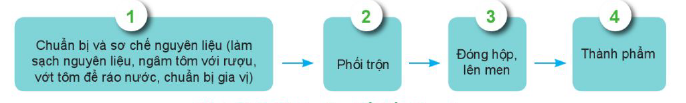 1
Chuẩn bị và sơ chế nguyên liệu (làm
sạch nguyên liệu, ngâm tôm với rượu,
vớt tôm để ráo nước, chuẩn bị gia vị)
2
Phối trộn
3
Đóng hộp,
lên men
4
Thành phẩm